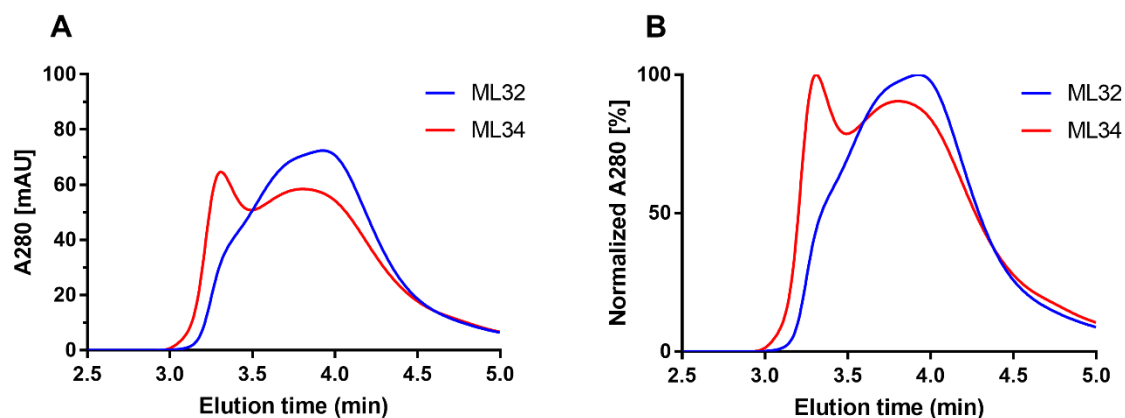 A
A280 [mAU]
100
80
60
40
20
0
2.5 3.0 3.5 4.0 4.5 5.0
Elution time (min)
ML32
ML34
B
Normalized A280 [%]
100
50
0
2.5 3.0 3.5 4.0 4.5 5.0
Elution time (min)
ML32
ML34